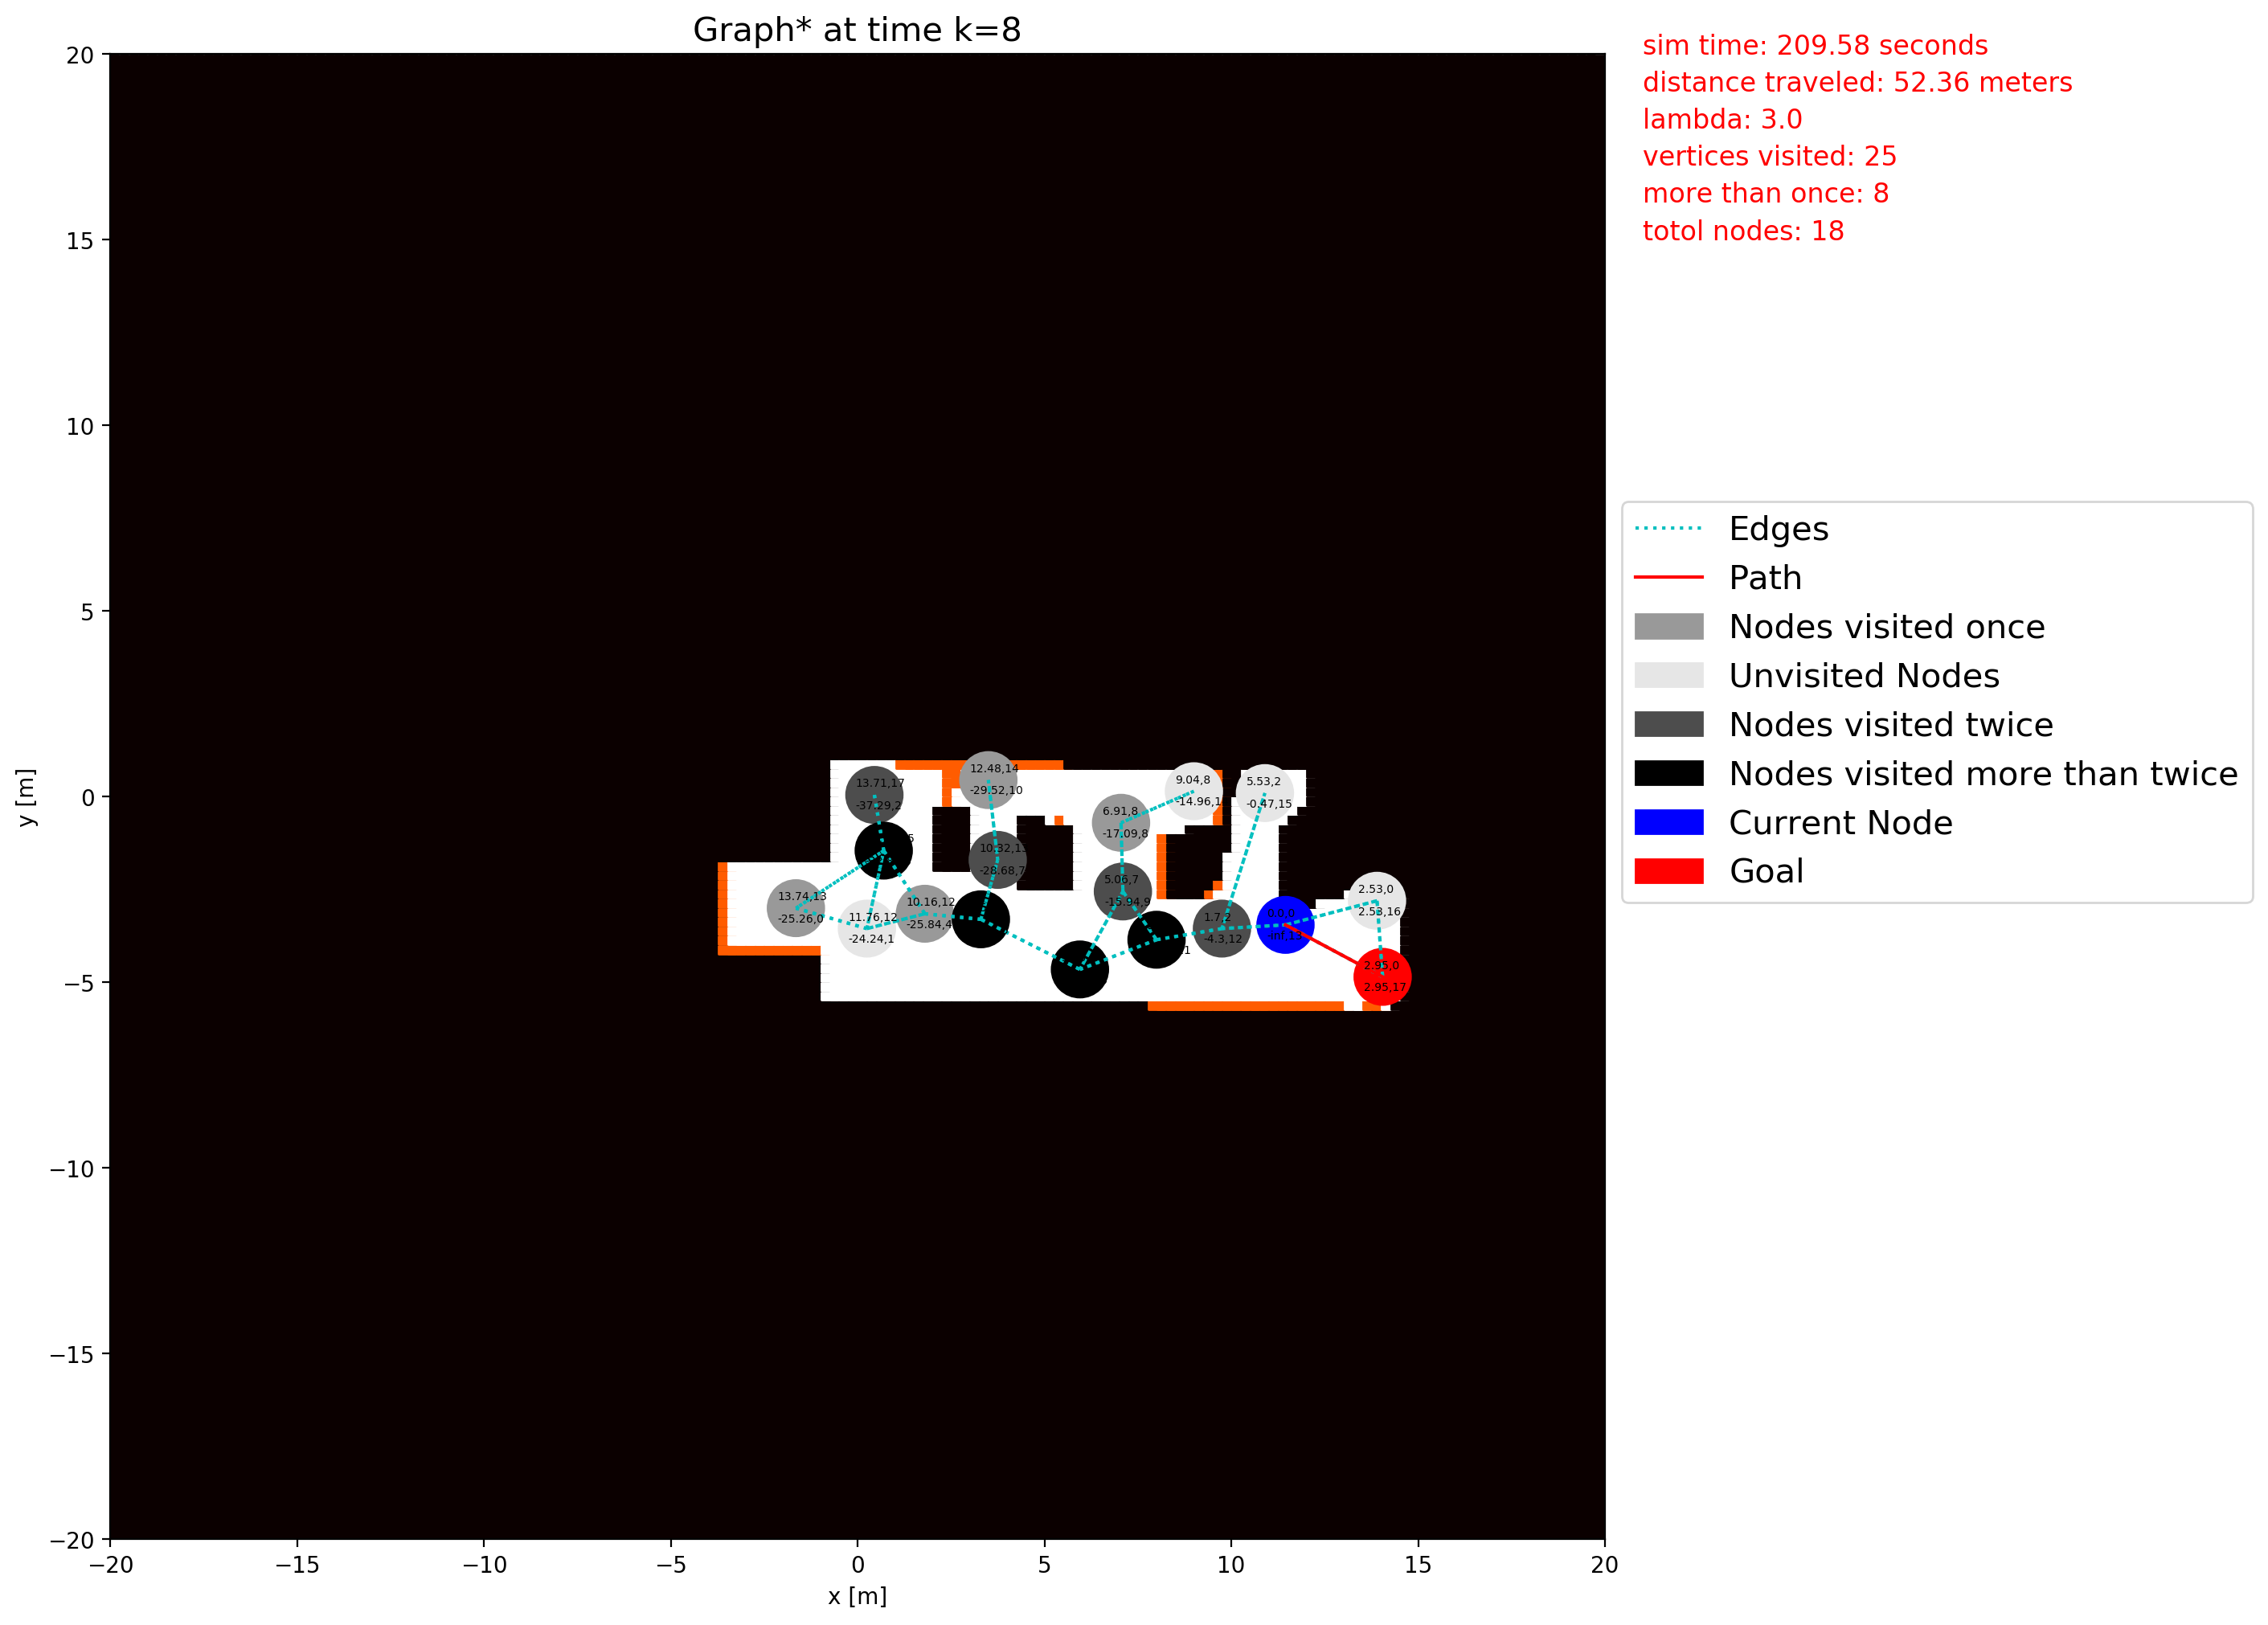 Graph* at time k=8
sim time: 209.58 seconds
distance traveled: 52.36 meters
lambda: 3.0
vertices visited: 25
more than once: 8
totol nodes: 18
20
15
10
5
0
−5
−10
−15
−20
y [m]
−20 −15 −10 −5 0 5 10 15 20
x [m]
Edges
Path
Nodes visited once
Unvisited Nodes
Nodes visited twice
Nodes visited more than twice
Current Node
Goal
13.71,17
-37.29,2
12.48,14
-29.52,10
9.04,8
5.53,2
-0.47,15
6.91,8
-17.09,8
-28.68,7
5.06,7
-15.94,9
13.74,13
-25.26,0
11.76,12
-24.24,1
10.16,12
-25.84,4
1.7,2
-4.3,12
0.0,0
2.53,0
2.53,16
2.95,0
2.95,17